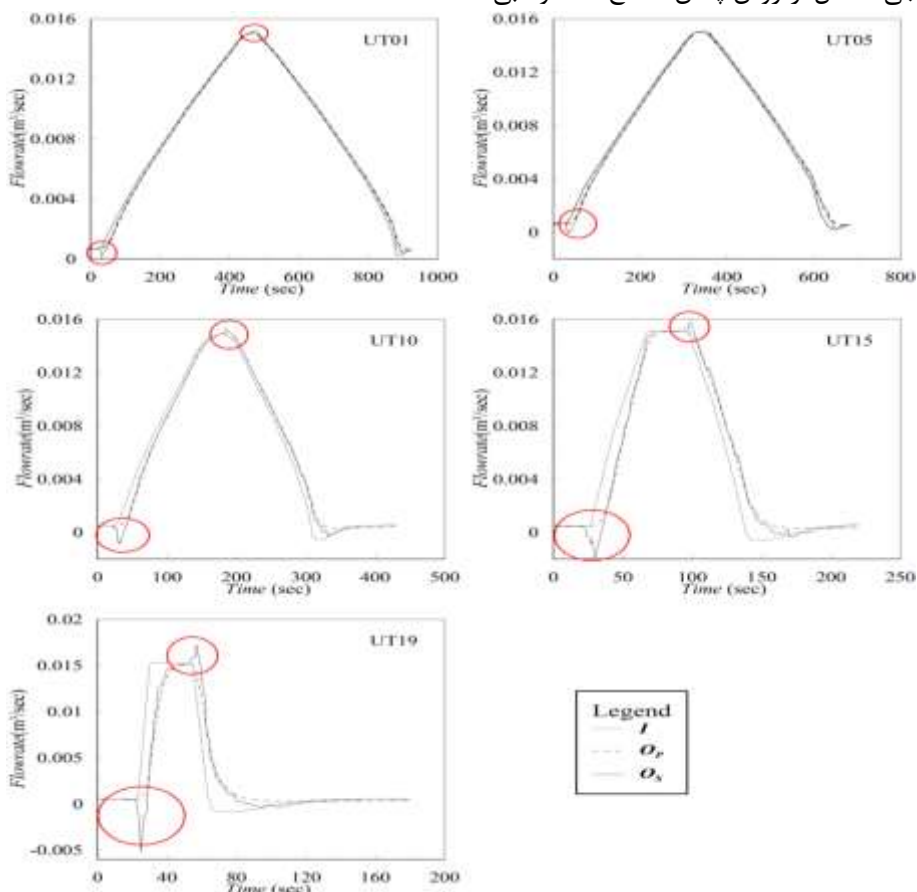 UT01
0.016
0.012
0.008
0.004
0
Flowrate(m³/sec)
0 200 400 600 800 1000
Time (sec)
UT05
0.016
0.012
0.008
0.004
0
Flowrate(m³/sec)
0 200 400 600 800
Time (sec)
UT10
0.016
0.012
0.008
0.004
0
Flowrate(m³/sec)
0 100 200 300 400 500
Time (sec)
UT15
0.016
0.012
0.008
0.004
0
Flowrate(m³/sec)
0 50 100 150 200 250
Time (sec)
UT19
0.02
0.015
0.01
0.005
0
-0.005
Flowrate(m³/sec)
0 40 80 120 160 200
Time (sec)
Legend
I
O_P
O_S